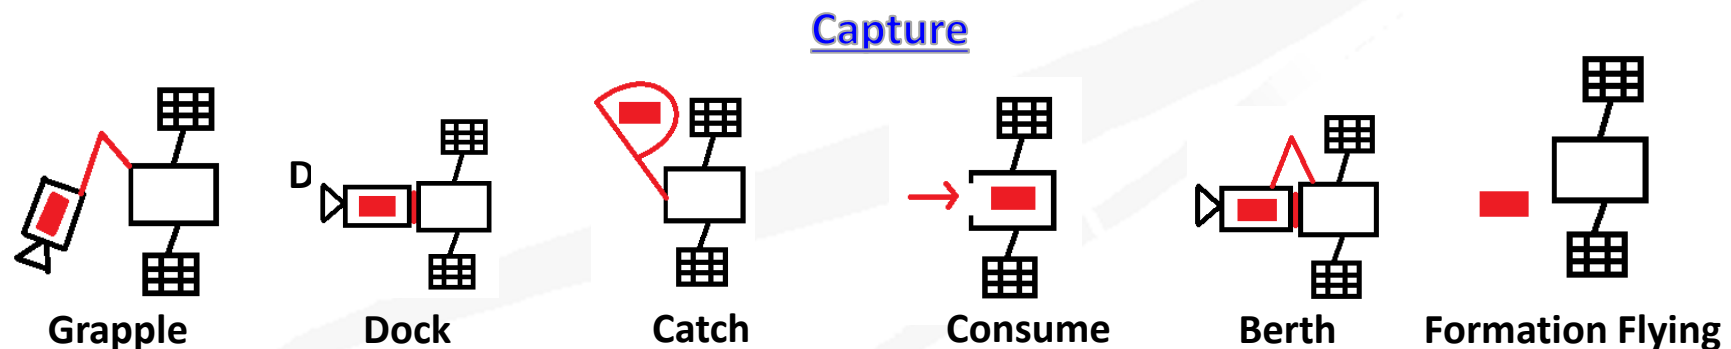 Capture
D
Grapple
Dock
Catch
Consume
Berth
Formation Flying